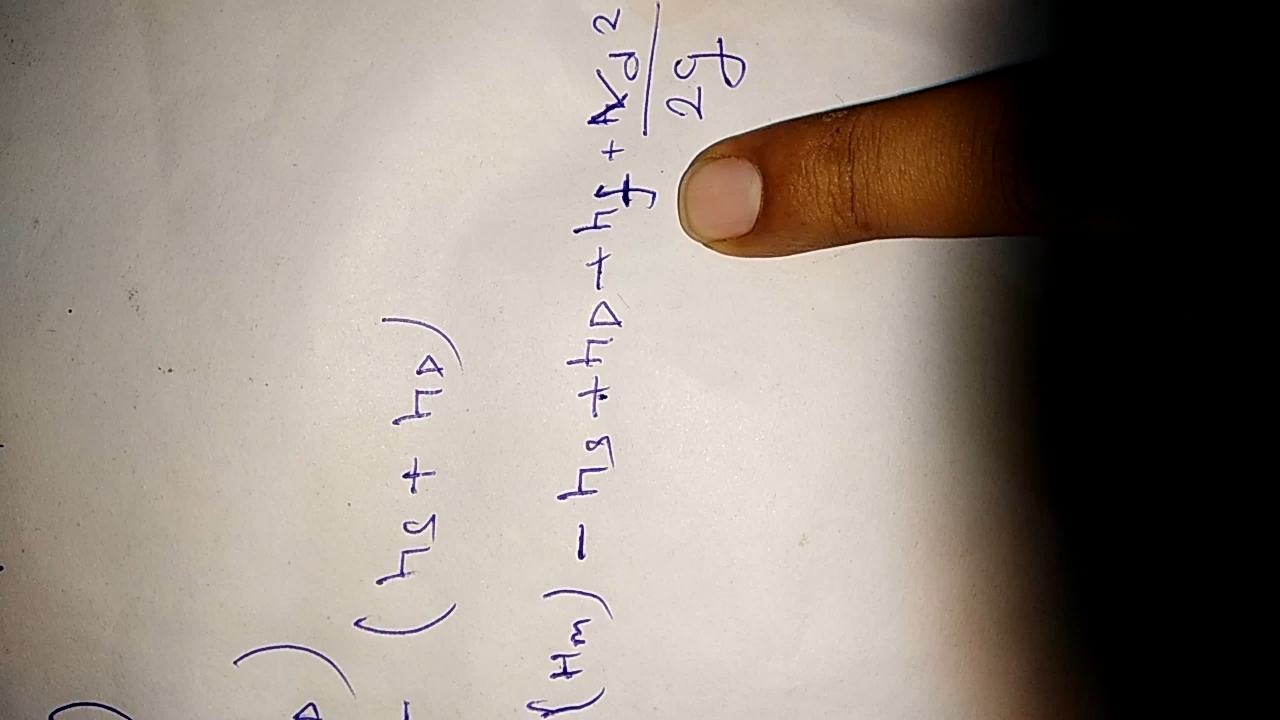 )
D)
- (hs + hD)
(Hm) - hs + hD + hf + Vd²/2g